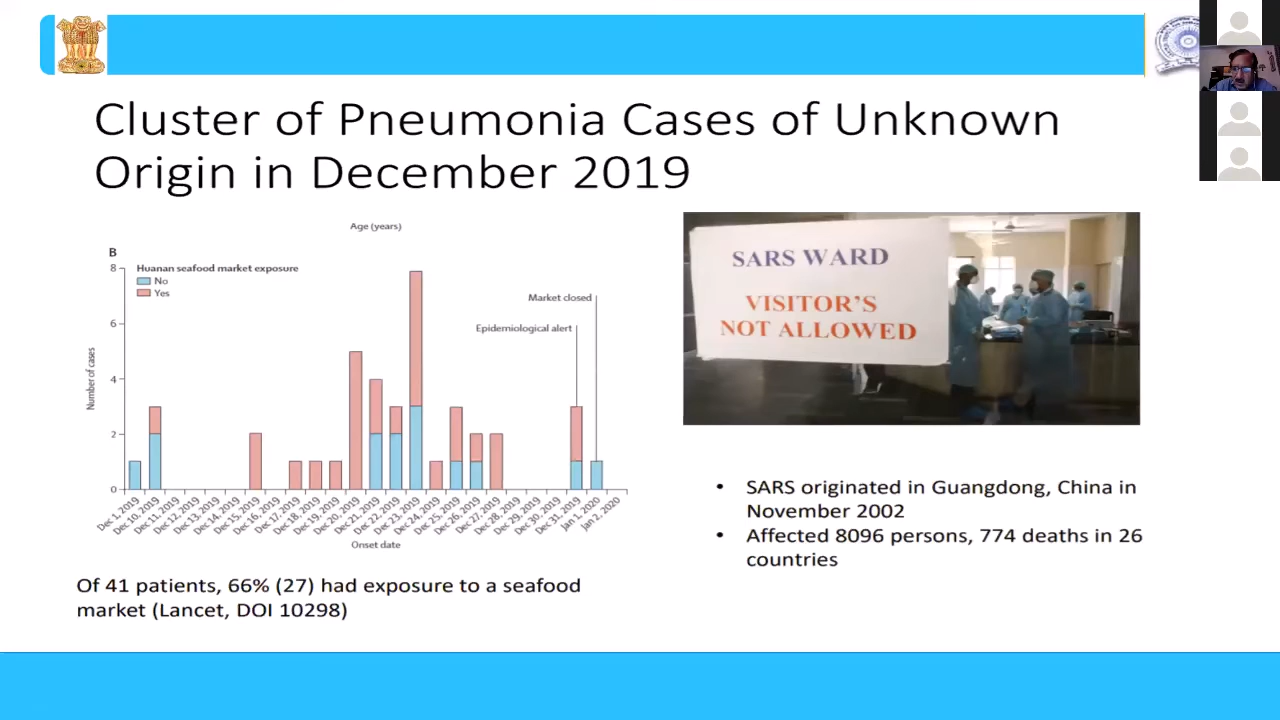 Cluster of Pneumonia Cases of Unknown
Origin in December 2019
Age (years)
B
Huanan seafood market exposure
No
Yes
Market closed
Epidemiological alert
Number of cases
8
6
4
2
0
Dec 1, 2019
Dec 10, 2019
Dec 11, 2019
Dec 12, 2019
Dec 13, 2019
Dec 14, 2019
Dec 15, 2019
Dec 16, 2019
Dec 17, 2019
Dec 18, 2019
Dec 19, 2019
Dec 20, 2019
Dec 21, 2019
Dec 22, 2019
Dec 23, 2019
Dec 24, 2019
Dec 25, 2019
Dec 26, 2019
Dec 27, 2019
Dec 28, 2019
Dec 29, 2019
Dec 30, 2019
Dec 31, 2019
Jan 1, 2020
Jan 2, 2020
Onset date
Of 41 patients, 66% (27) had exposure to a seafood
market (Lancet, DOI 10298)
SARS WARD
VISITOR'S
NOT ALLOWED
• SARS originated in Guangdong, China in
November 2002
• Affected 8096 persons, 774 deaths in 26
countries